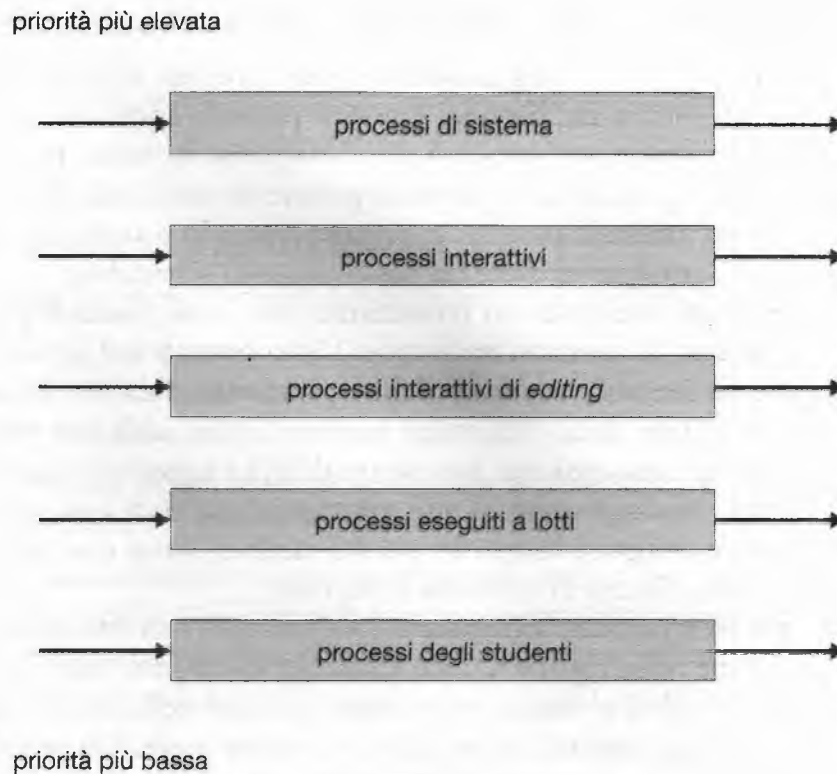 priorità più elevata
processi di sistema
processi interattivi
processi interattivi di editing
processi eseguiti a lotti
processi degli studenti
priorità più bassa